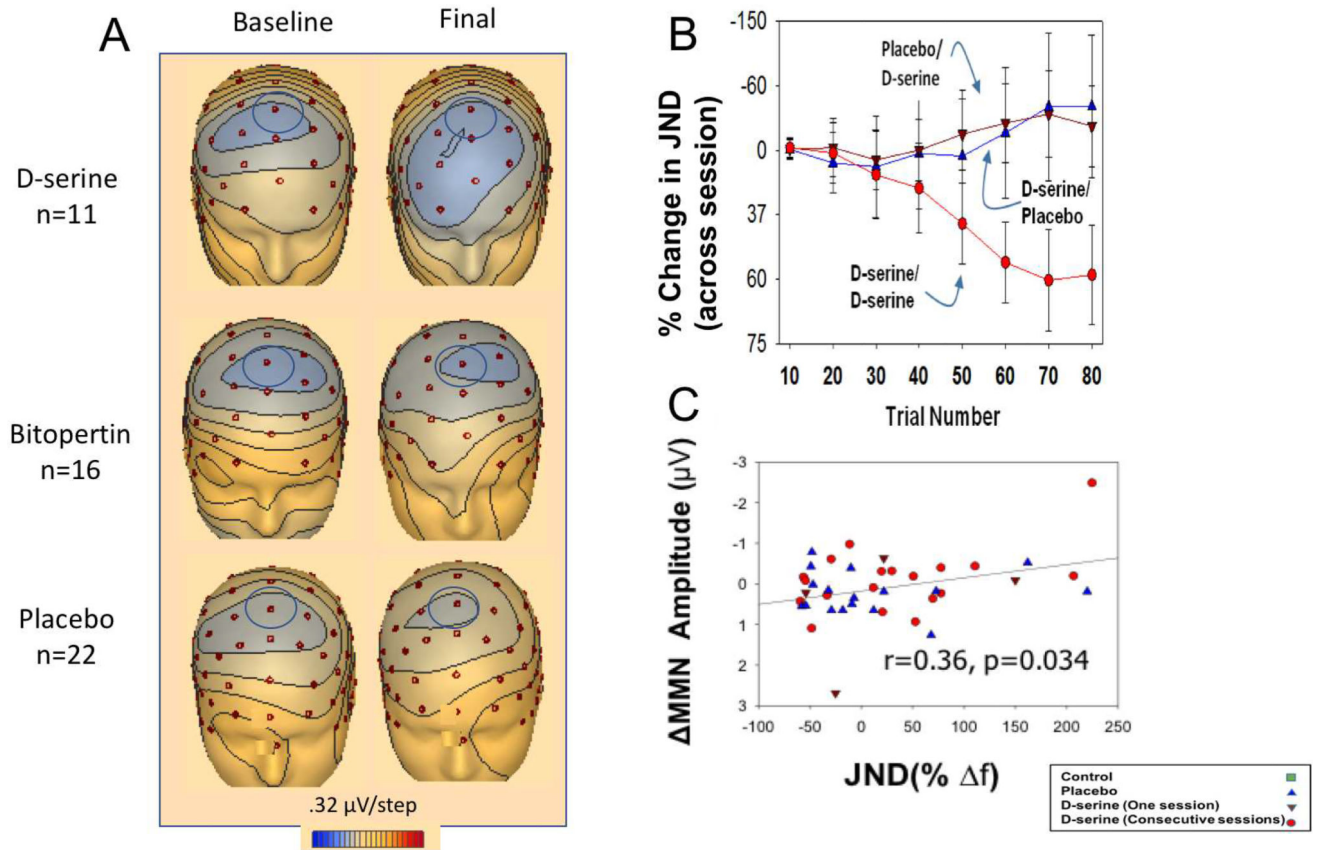 A
Baseline
Final
D-serine
n=11
Bitopertin
n=16
Placebo
n=22
.32 µV/step
B
% Change in JND
(across session)
-150
-60
0
37
60
75
Placebo/
D-serine
D-serine/
Placebo
D-serine/
D-serine
10 20 30 40 50 60 70 80
Trial Number
C
ΔMMN Amplitude (µV)
-3
-2
-1
0
1
2
3
r=0.36, p=0.034
-100 -50 0 50 100 150 200 250
JND(% Δf)
Control
Placebo
D-serine (One session)
D-serine (Consecutive sessions)